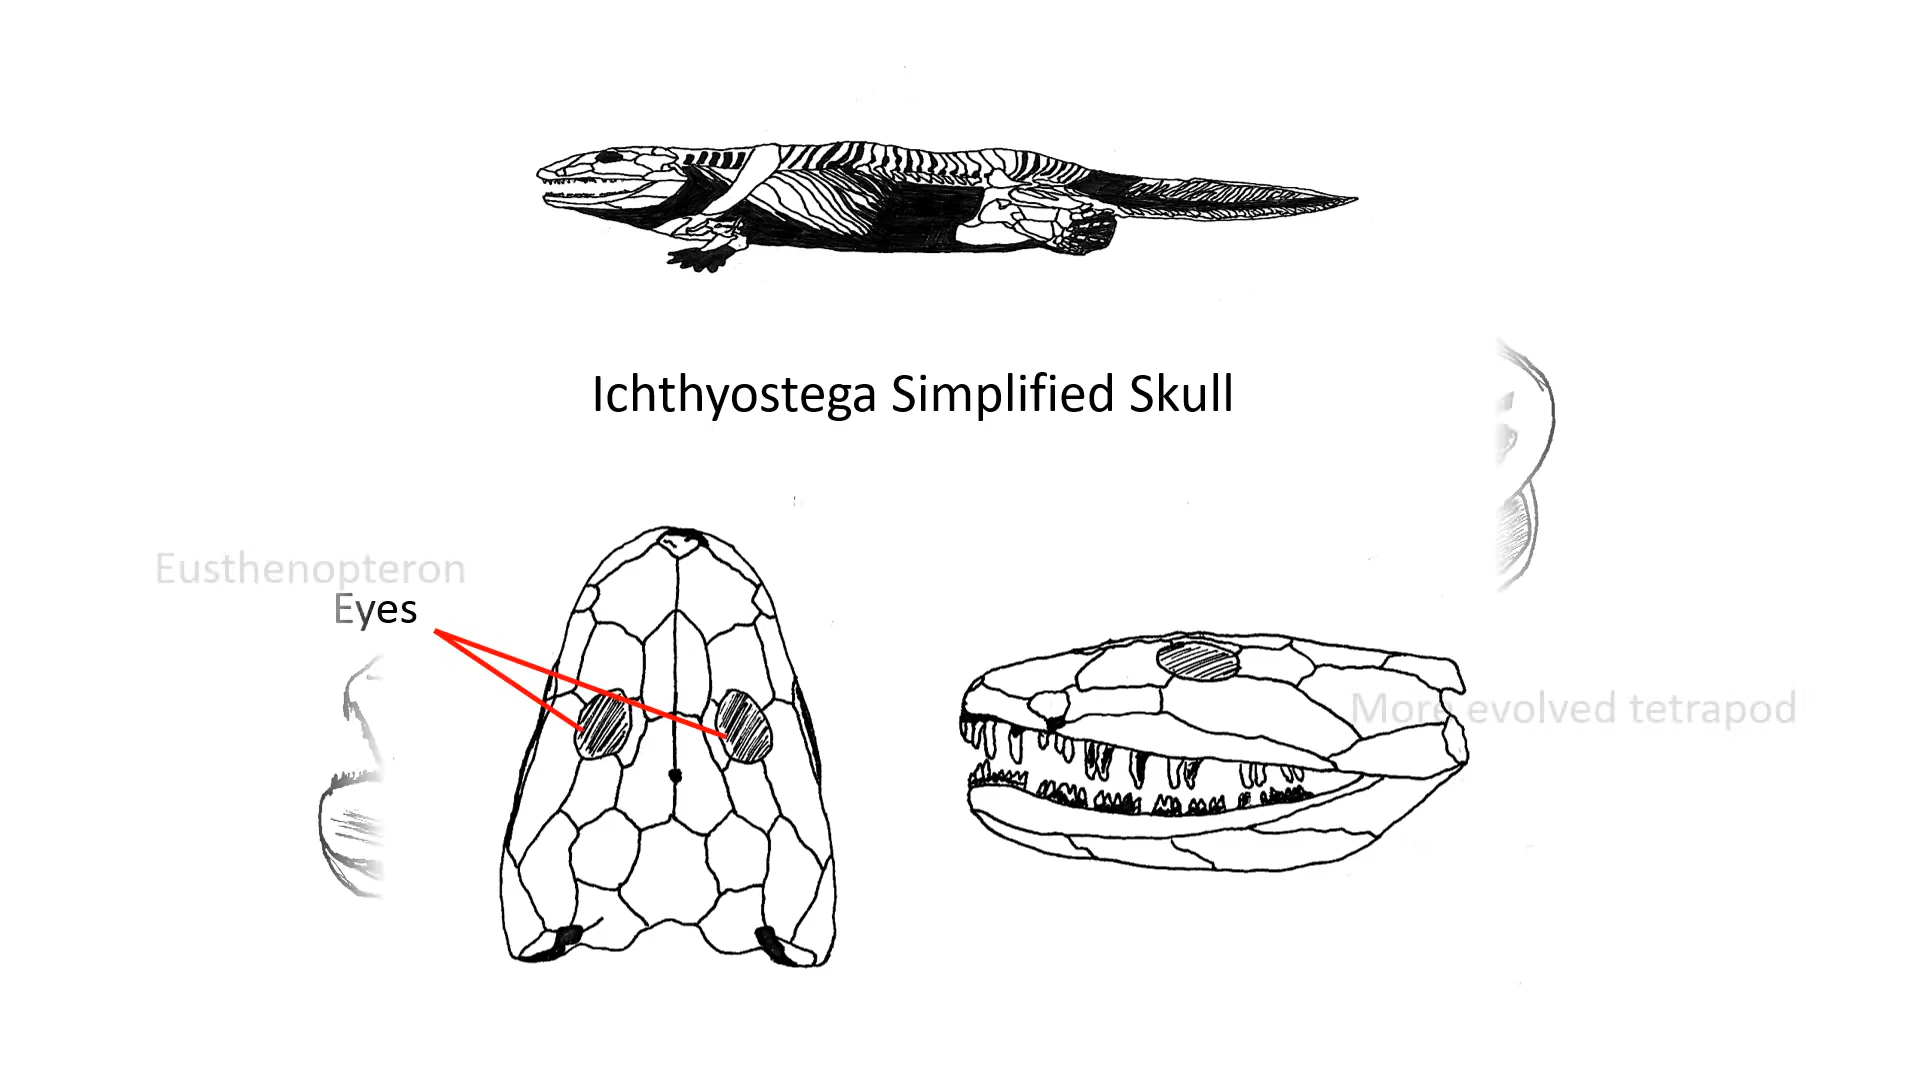 Ichthyostega Simplified Skull
Eusthenopteron
Eyes
More evolved tetrapod